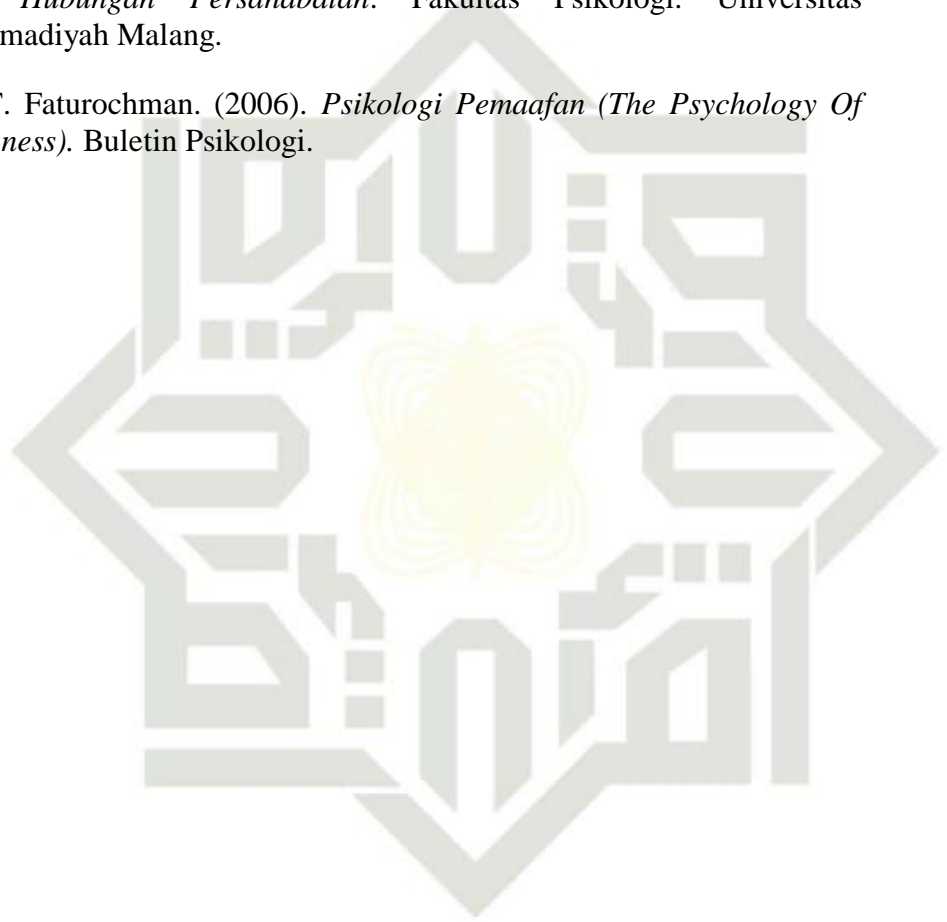 Hubungan Persahabatan. Fakultas Psikologi. Universitas
madiyah Malang.
T. Faturochman. (2006). Psikologi Pemaafan (The Psychology Of
ness). Buletin Psikologi.